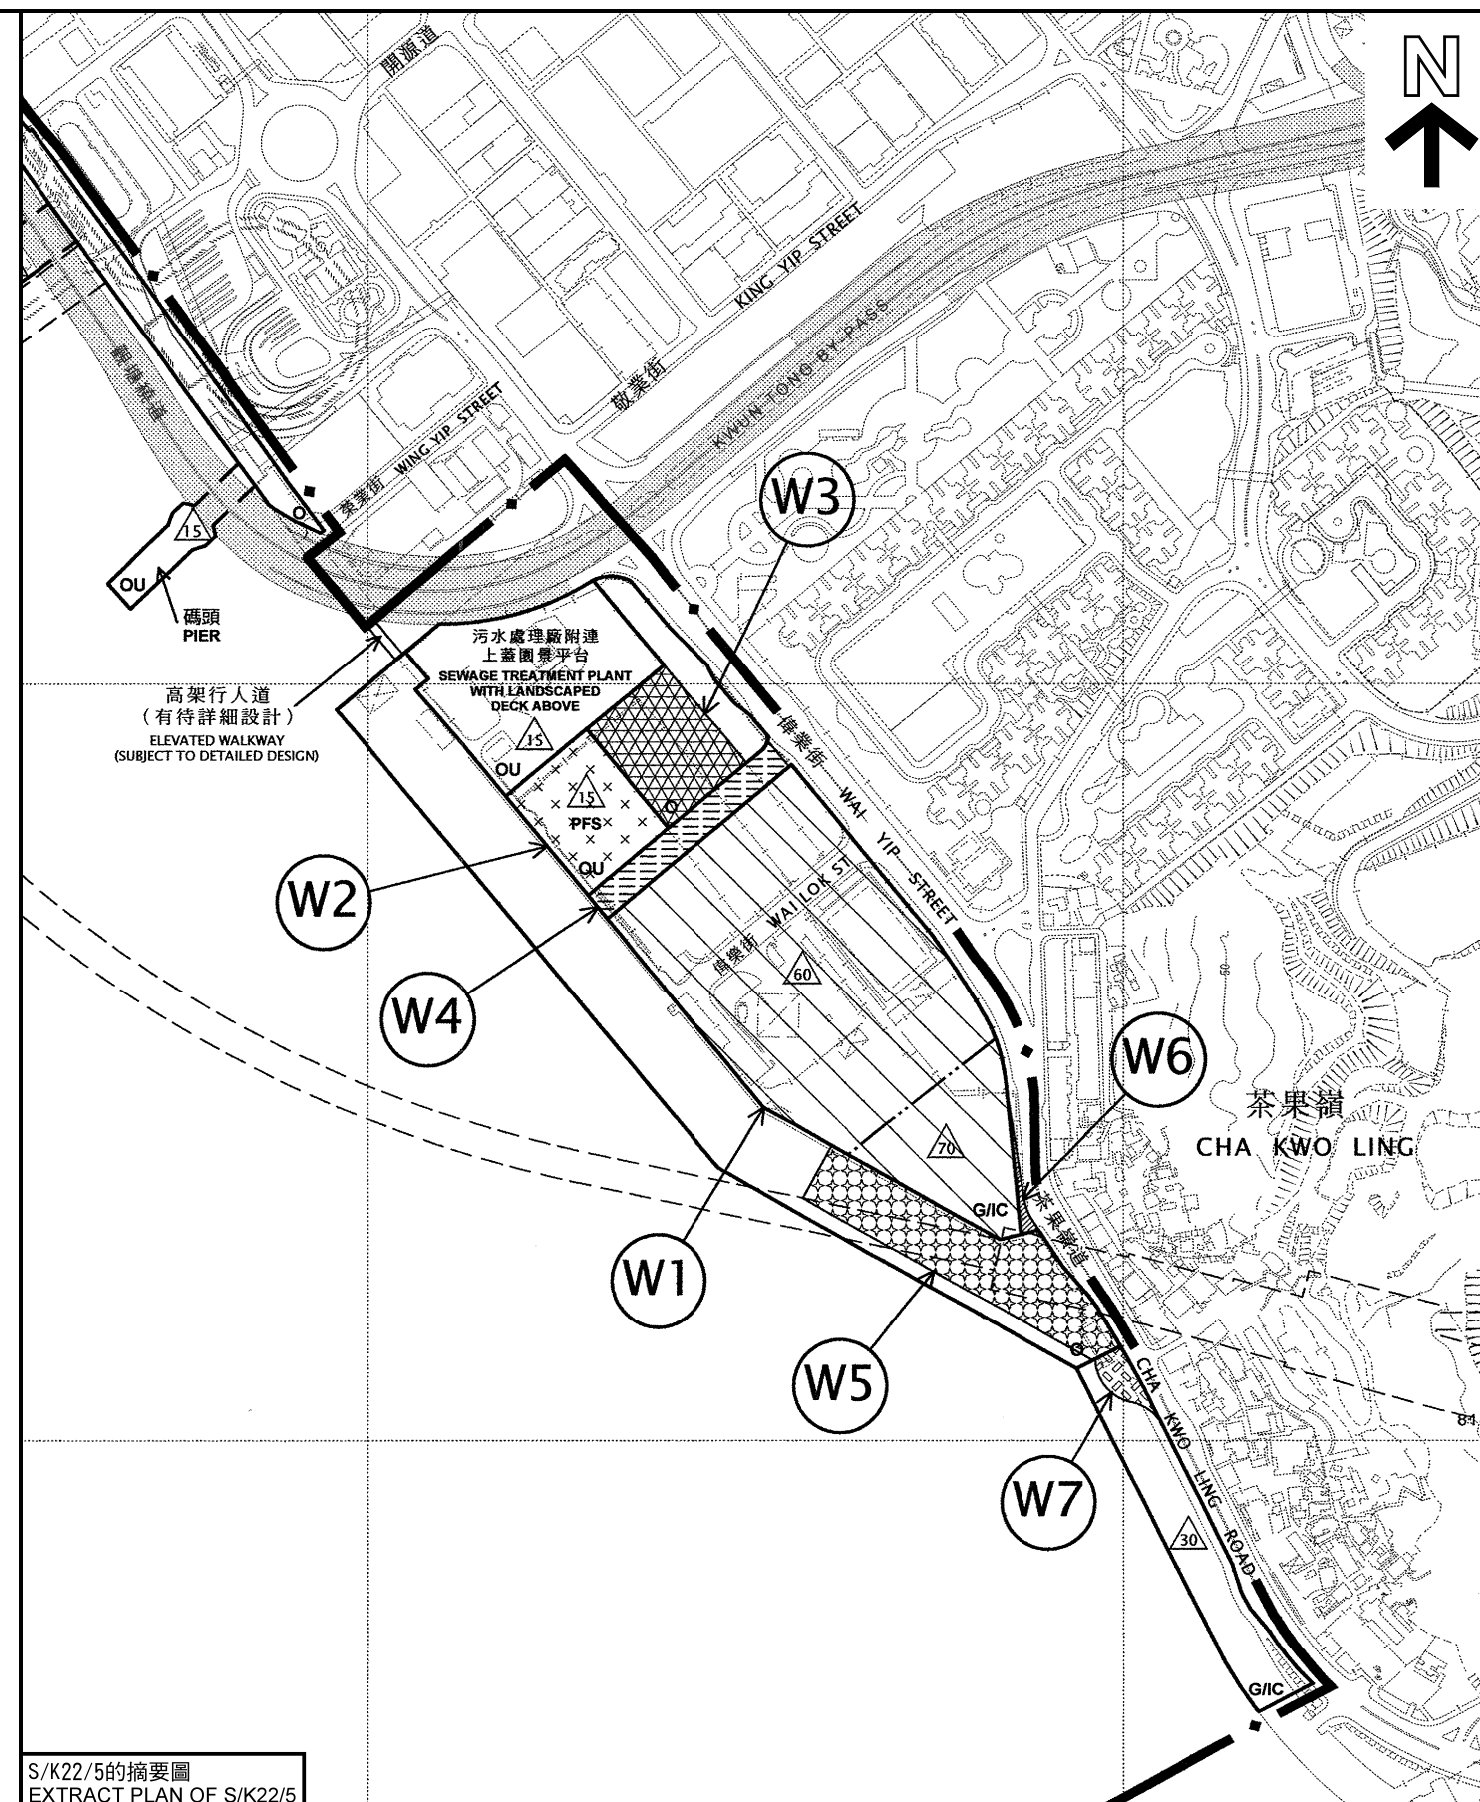 N
開源道
KING YIP STREET
敬業街
KWUN TONG BY-PASS
觀塘繞道
WING YIP STREET
榮業街
W3
O
15
OU
碼頭
PIER
污水處理廠附連
上蓋園景平台
SEWAGE TREATMENT PLANT
WITH LANDSCAPED
DECK ABOVE
15
OU
高架行人道
(有待詳細設計)
ELEVATED WALKWAY
(SUBJECT TO DETAILED DESIGN)
偉業街
WAI YIP STREET
15
PFS
OU
O
W2
偉樂街 WAI LOK ST
60
60
W4
W6
茶果嶺
CHA KWO LING
70
G/IC
茶果嶺道
W1
W5
O
CHA KWO LING ROAD
81
W7
30
G/IC
S/K22/5的摘要圖
EXTRACT PLAN OF S/K22/5